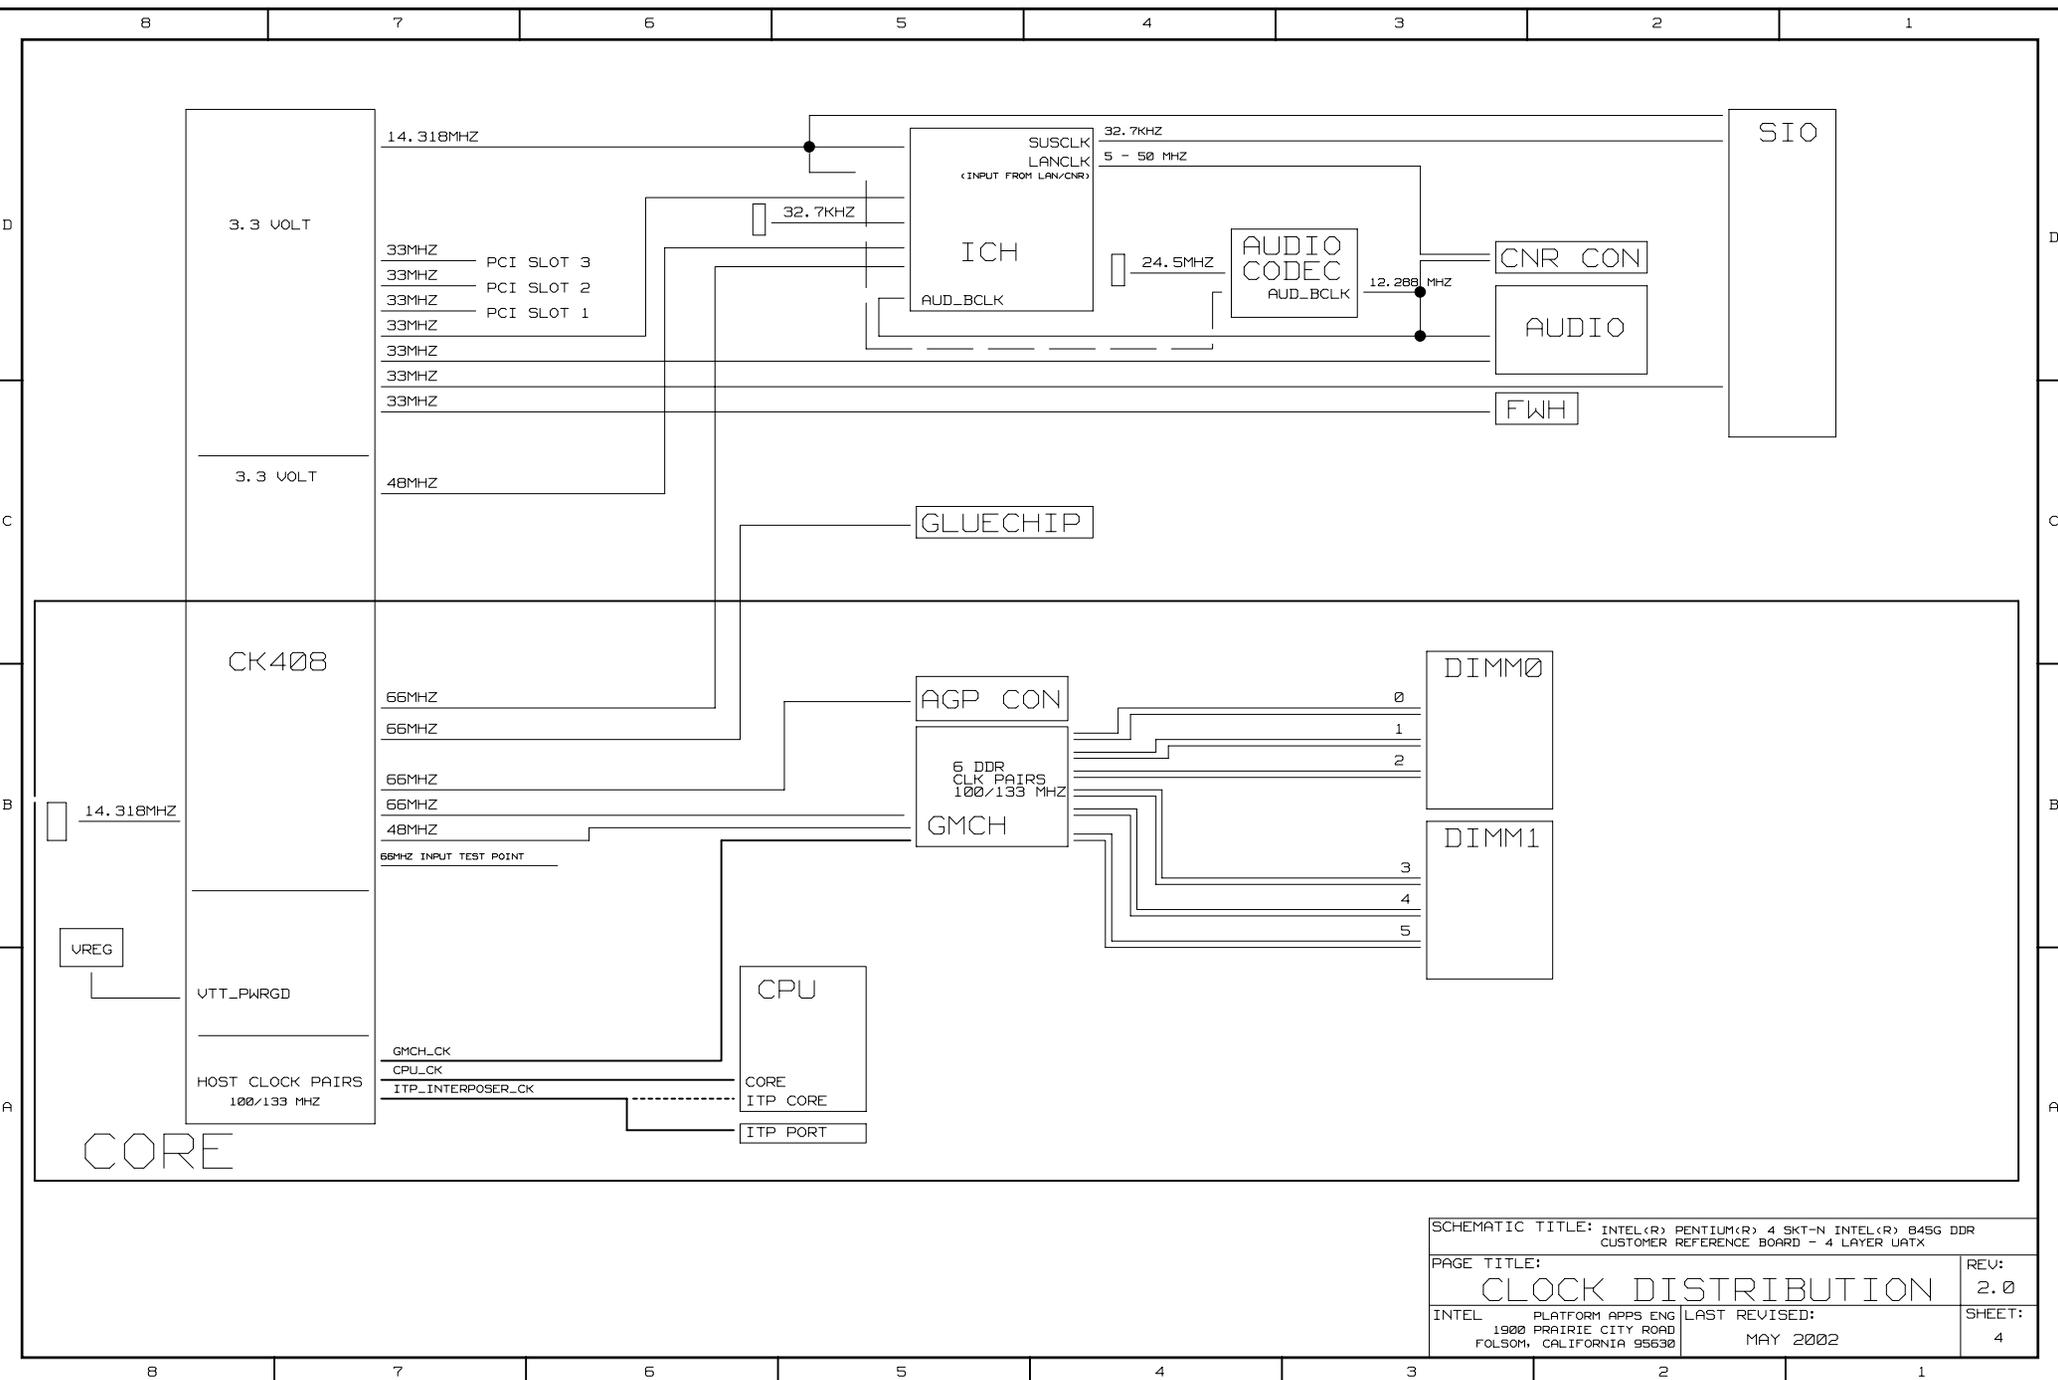 8 7 6 5 4 3 2 1
14.318MHZ
SUSCLK
32.7KHZ
SIO
LANCLK
5 - 50 MHZ
(INPUT FROM LAN/CNR)
3.3 VOLT
32.7KHZ
D
D
33MHZ
PCI SLOT 3
33MHZ
PCI SLOT 2
33MHZ
PCI SLOT 1
33MHZ
33MHZ
33MHZ
33MHZ
ICH
AUD_BCLK
24.5MHZ
AUDIO
CODEC
AUD_BCLK
12.288 MHZ
CNR CON
AUDIO
FWH
3.3 VOLT
48MHZ
C
GLUECHIP
C
CK408
66MHZ
66MHZ
66MHZ
66MHZ
48MHZ
66MHZ INPUT TEST POINT
AGP CON
6 DDR
CLK PAIRS
100/133 MHZ
GMCH
DIMM0
0
1
2
B
14.318MHZ
B
DIMM1
3
4
5
VREG
VTT_PWRGD
CPU
GMCH_CK
CPU_CK
ITP_INTERPOSER_CK
HOST CLOCK PAIRS
100/133 MHZ
CORE
ITP CORE
ITP PORT
A
A
CORE
SCHEMATIC TITLE: INTEL(R) PENTIUM(R) 4 SKT-N INTEL(R) 845G DDR
CUSTOMER REFERENCE BOARD - 4 LAYER UATX
PAGE TITLE:
CLOCK DISTRIBUTION
REV:
2.0
INTEL PLATFORM APPS ENG
1900 PRAIRIE CITY ROAD
FOLSOM, CALIFORNIA 95630
LAST REVISED:
MAY 2002
SHEET:
4
8 7 6 5 4 3 2 1